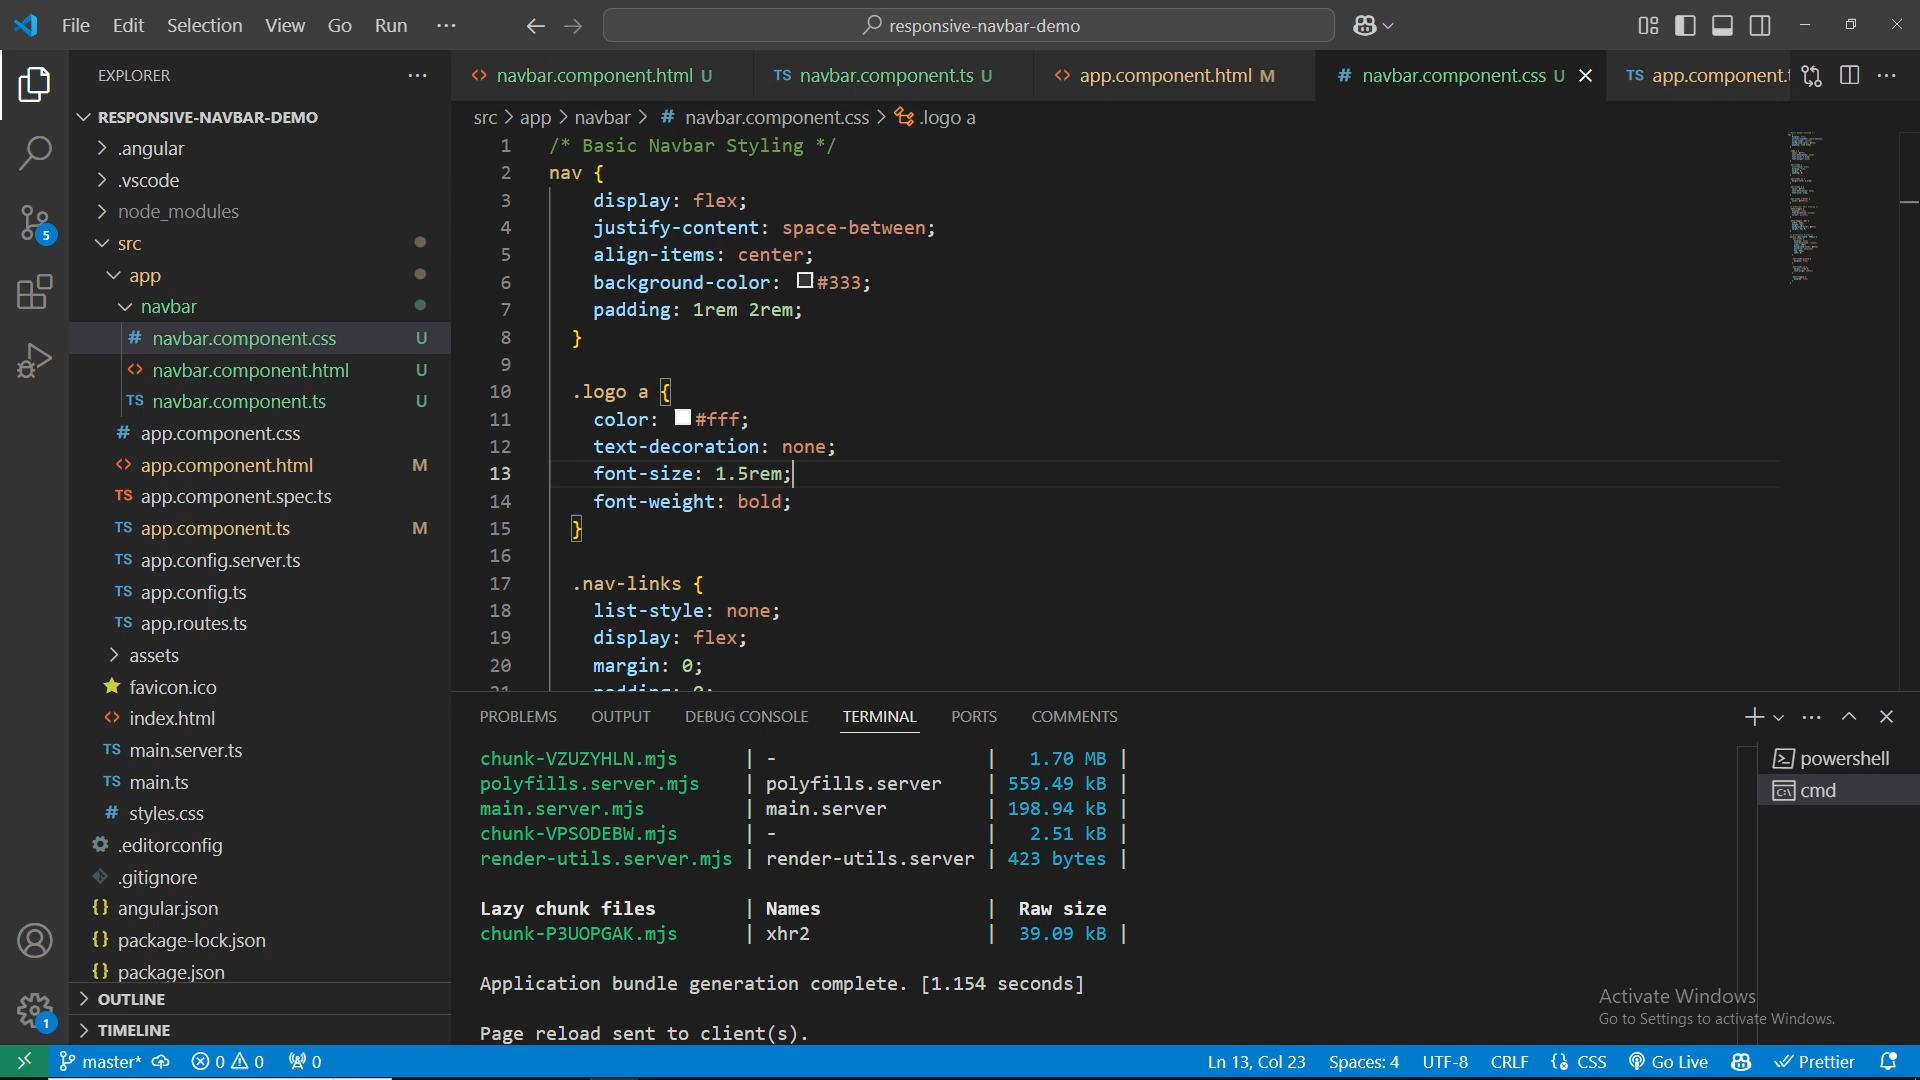 File Edit Selection View Go Run ···
responsive-navbar-demo
EXPLORER
RESPONSIVE-NAVBAR-DEMO
.angular
.vscode
node_modules
src
app
navbar
# navbar.component.css U
<> navbar.component.html U
TS navbar.component.ts U
# app.component.css
<> app.component.html M
TS app.component.spec.ts
TS app.component.ts M
TS app.config.server.ts
TS app.config.ts
TS app.routes.ts
assets
favicon.ico
<> index.html
TS main.server.ts
TS main.ts
# styles.css
.editorconfig
.gitignore
{} angular.json
{} package-lock.json
{} package.json
OUTLINE
TIMELINE
5
1
<> navbar.component.html U
TS navbar.component.ts U
<> app.component.html M
# navbar.component.css U
TS app.component.t
src > app > navbar > # navbar.component.css > .logo a
1 /* Basic Navbar Styling */
2 nav {
3 display: flex;
4 justify-content: space-between;
5 align-items: center;
6 background-color: #333;
7 padding: 1rem 2rem;
8 }
9
10 .logo a {
11 color: #fff;
12 text-decoration: none;
13 font-size: 1.5rem;
14 font-weight: bold;
15 }
16
17 .nav-links {
18 list-style: none;
19 display: flex;
20 margin: 0;
21 padding: 0;
PROBLEMS OUTPUT DEBUG CONSOLE TERMINAL PORTS COMMENTS
chunk-VZUZYHLN.mjs | - | 1.70 MB |
polyfills.server.mjs | polyfills.server | 559.49 kB |
main.server.mjs | main.server | 198.94 kB |
chunk-VPSODEBW.mjs | - | 2.51 kB |
render-utils.server.mjs | render-utils.server | 423 bytes |
Lazy chunk files | Names | Raw size
chunk-P3UOPGAK.mjs | xhr2 | 39.09 kB |
Application bundle generation complete. [1.154 seconds]
Page reload sent to client(s).
powershell
cmd
Activate Windows
Go to Settings to activate Windows.
master* 0 0 0
Ln 13, Col 23 Spaces: 4 UTF-8 CRLF {} CSS Go Live Prettier